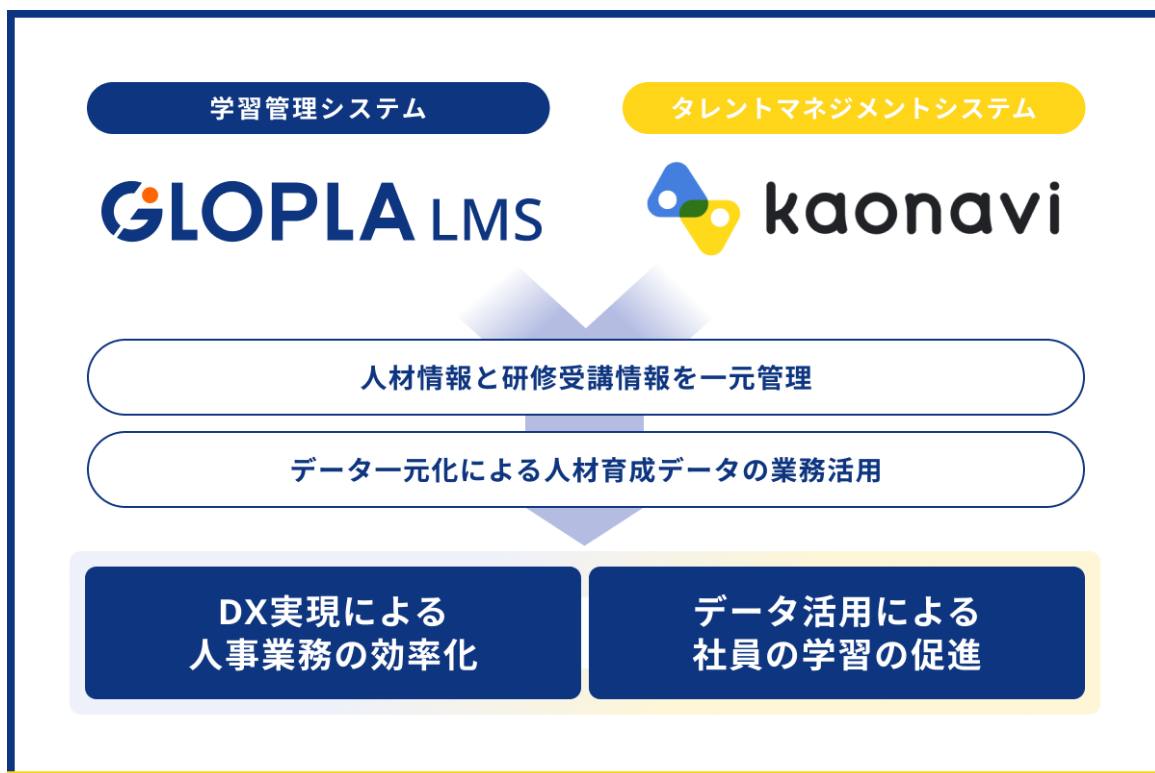 学習管理システム
タレントマネジメントシステム
GLOPLA LMS
kaonavi
人材情報と研修受講情報を一元管理
データ一元化による人材育成データの業務活用
DX実現による
人事業務の効率化
データ活用による
社員の学習の促進